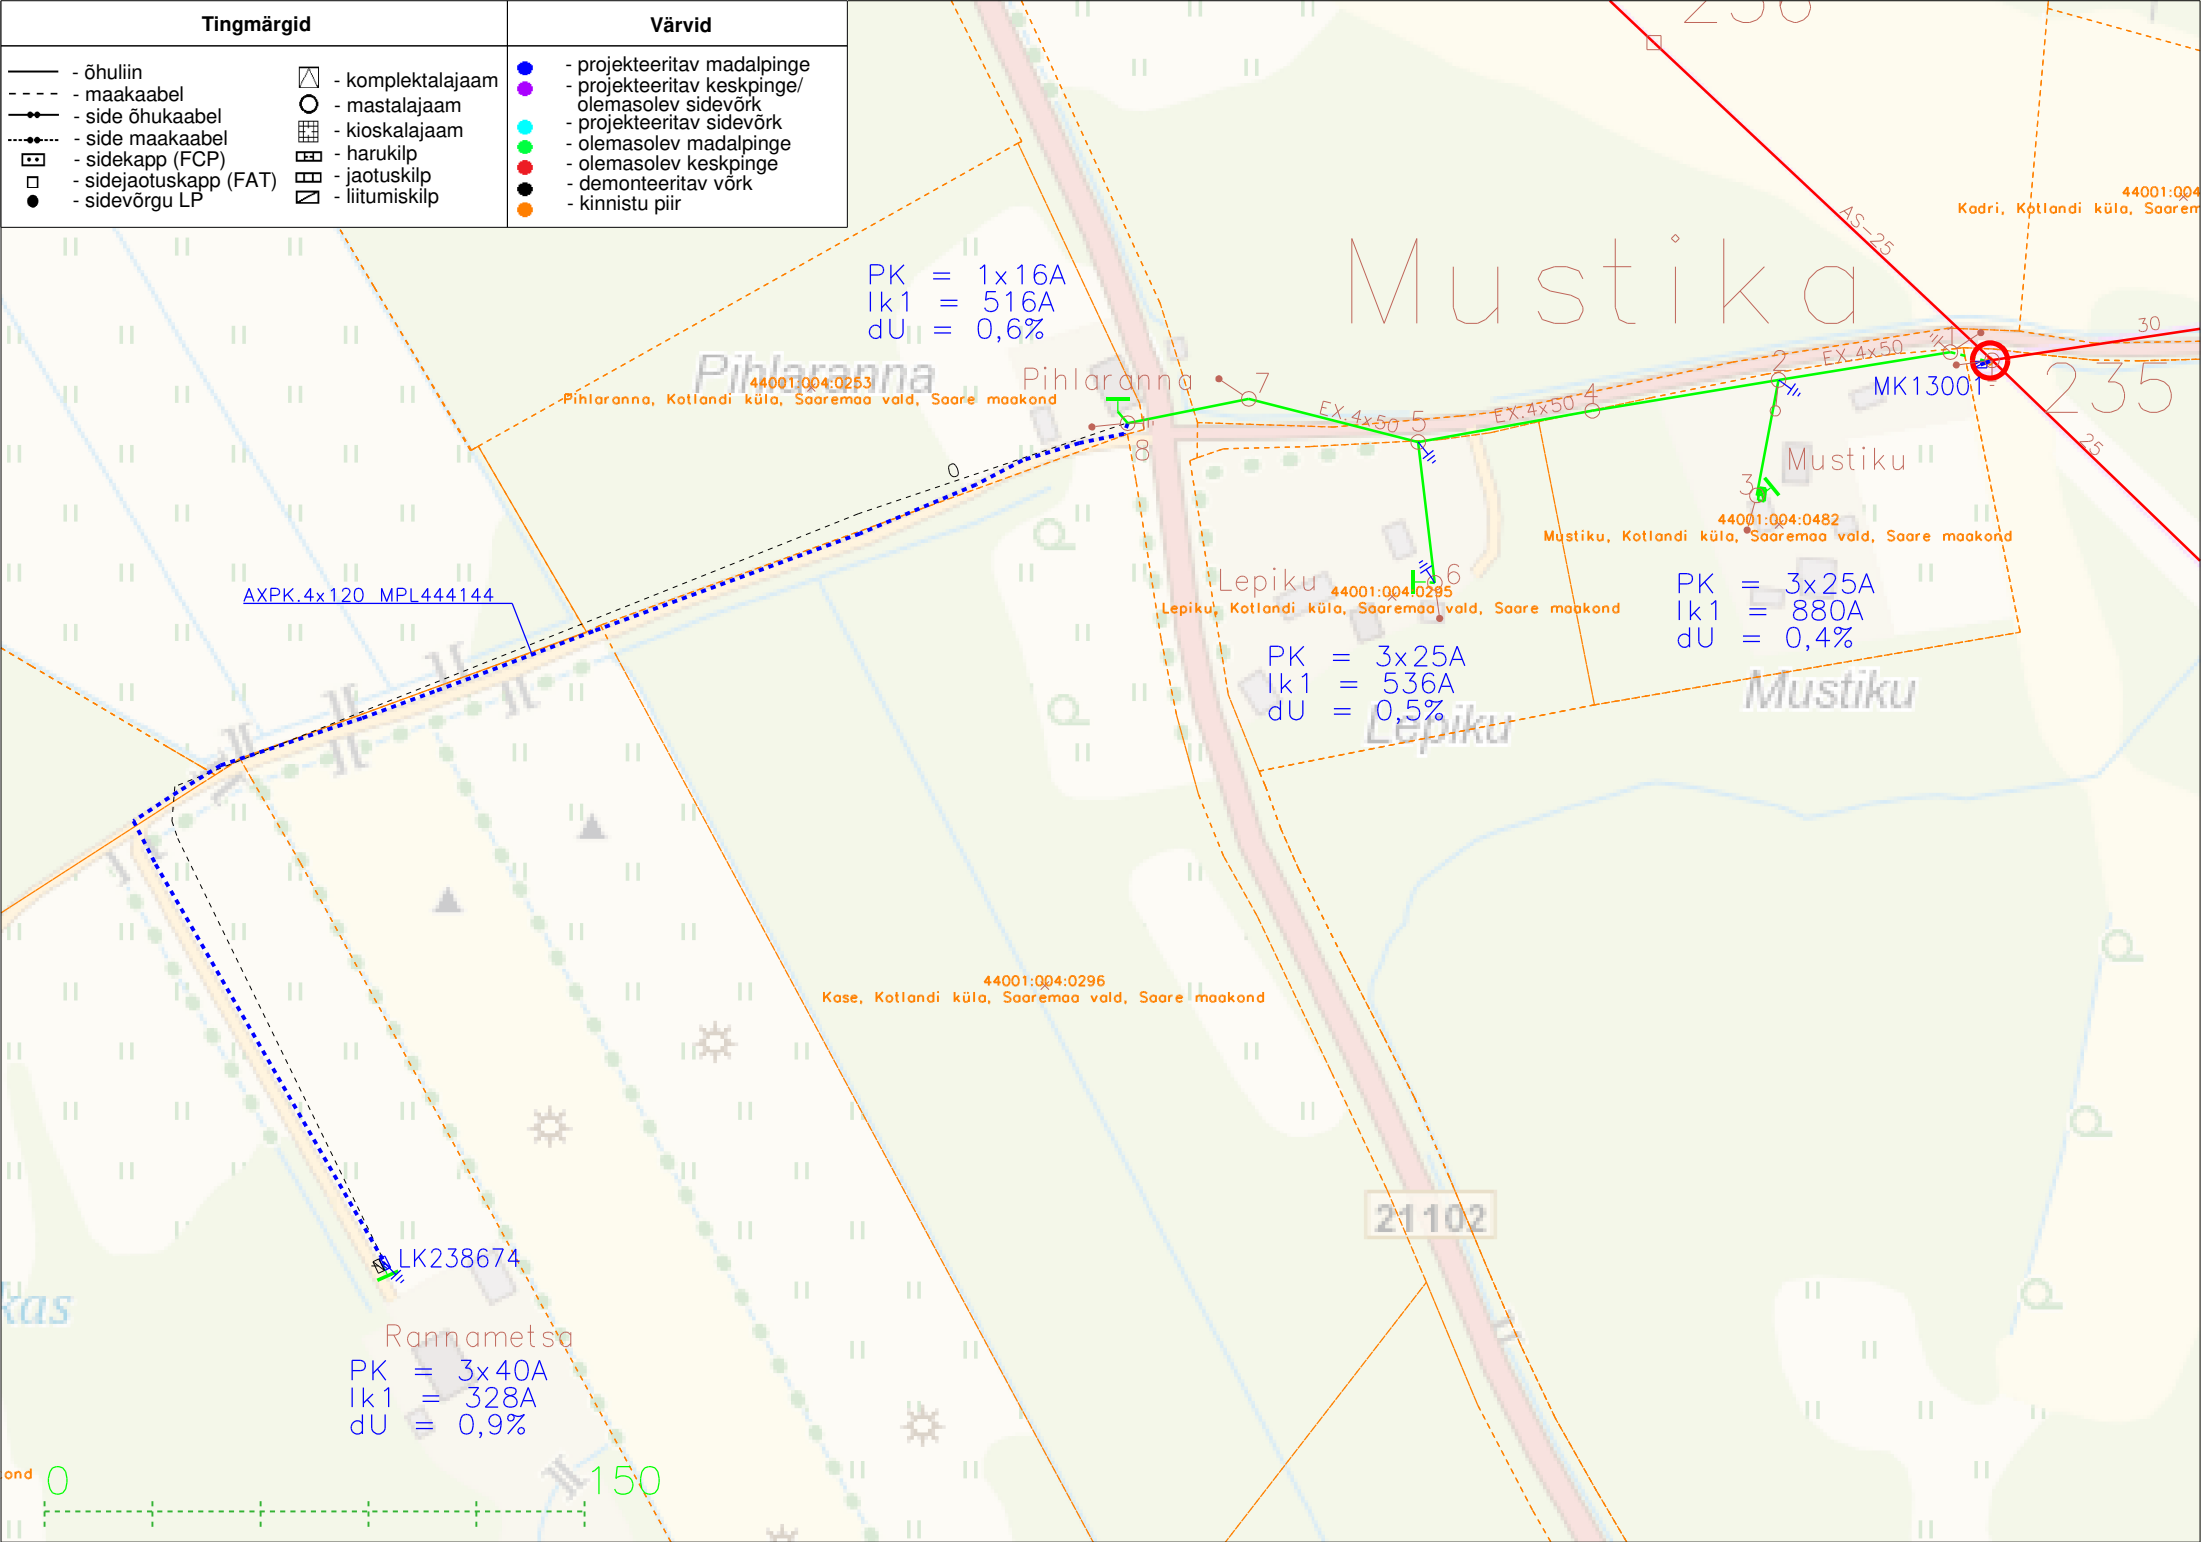 Tingmärgid
Värvid
- õhuliin
- maakaabel
- side õhukaabel
- side maakaabel
- sidekapp (FCP)
- sidejaotuskapp (FAT)
- sidevõrgu LP
- komplektalajaam
- mastalajaam
- kioskalajaam
- harukilp
- jaotuskilp
- liitumiskilp
- projekteeritav madalpinge
- projekteeritav keskpinge/
olemasolev sidevõrk
- projekteeritav sidevõrk
- olemasolev madalpinge
- olemasolev keskpinge
- demonteeritav võrk
- kinnistu piir
236
44001:004
Kadri, Kotlandi küla, Saarem
AS-25
Mustika
PK = 1x16A
Ik1 = 516A
dU = 0,6%
30
EX.4x50
1
2
MK13001
235
25
Pihlaranna
44001:004:0253
Pihlaranna, Kotlandi küla, Saaremaa vald, Saare maakond
Pihlaranna
7
EX.4x50
5
EX.4x50
4
8
0
Mustiku
3
44001:004:0482
Mustiku, Kotlandi küla, Saaremaa vald, Saare maakond
PK = 3x25A
Ik1 = 880A
dU = 0,4%
Mustiku
Lepiku
6
44001:004:0295
Lepiku, Kotlandi küla, Saaremaa vald, Saare maakond
PK = 3x25A
Ik1 = 536A
dU = 0,5%
Lepiku
AXPK.4x120 MPL444144
44001:004:0296
Kase, Kotlandi küla, Saaremaa vald, Saare maakond
21102
LK238674
kas
Rannametsa
PK = 3x40A
Ik1 = 328A
dU = 0,9%
ond
0
150